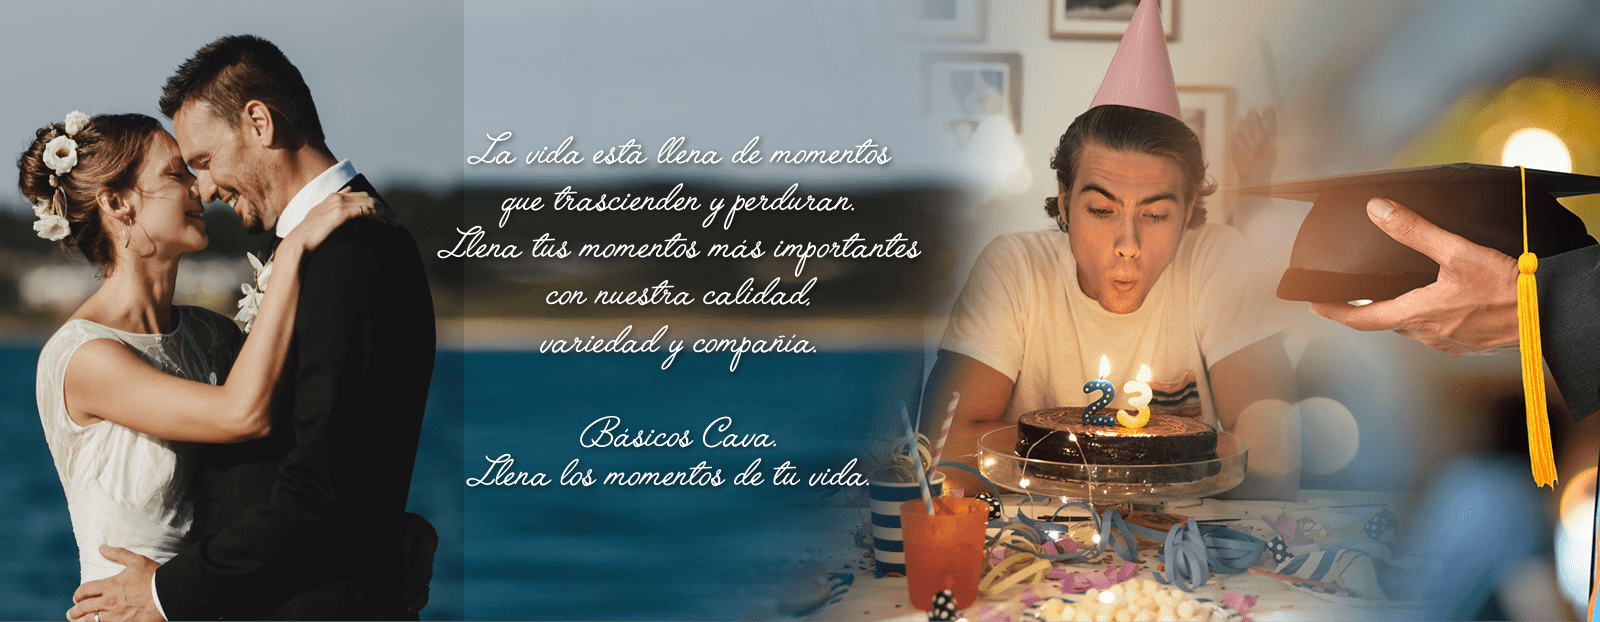 La vida está llena de momentos
que trascienden y perduran.
Llena tus momentos más importantes
con nuestra calidad,
variedad y compañía.
Básicos Cava.
Llena los momentos de tu vida.
23